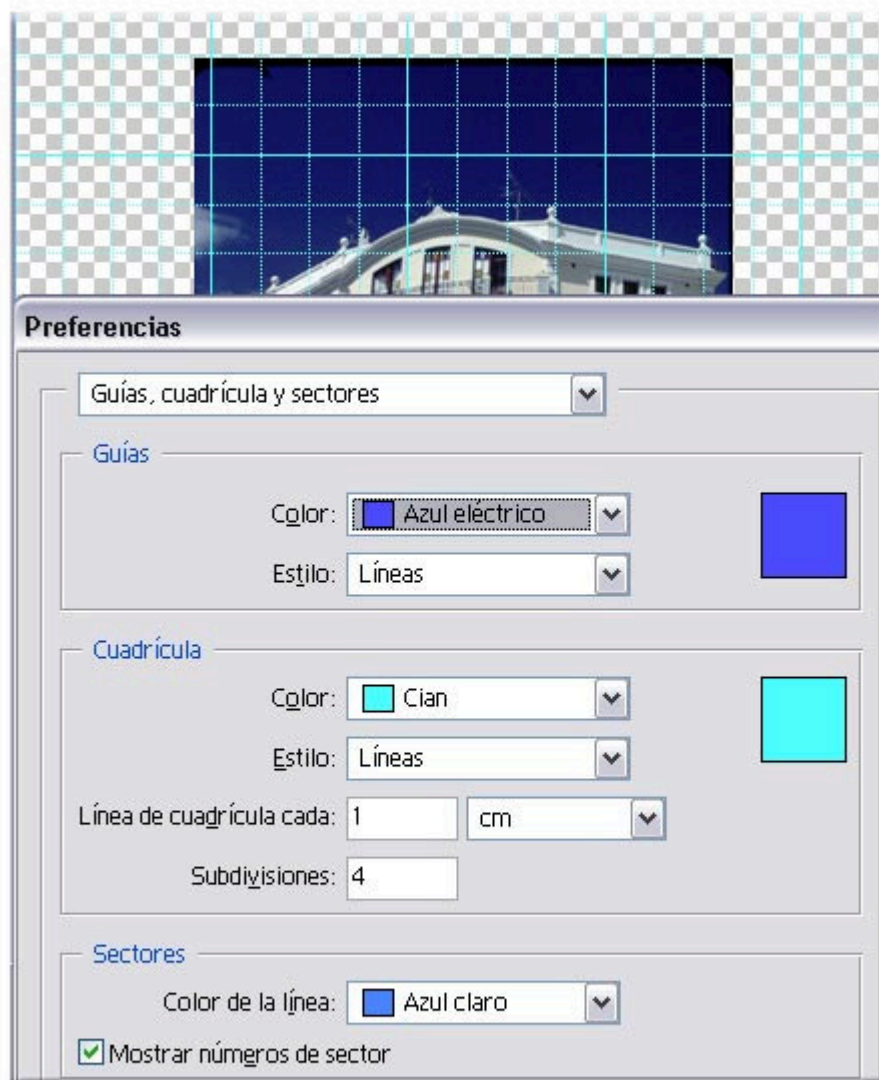 Preferencias
Guías, cuadrícula y sectores
Guías
Color: Azul eléctrico
Estilo: Líneas
Cuadrícula
Color: Cian
Estilo: Líneas
Línea de cuadrícula cada: 1 cm
Subdivisiones: 4
Sectores
Color de la línea: Azul claro
Mostrar números de sector